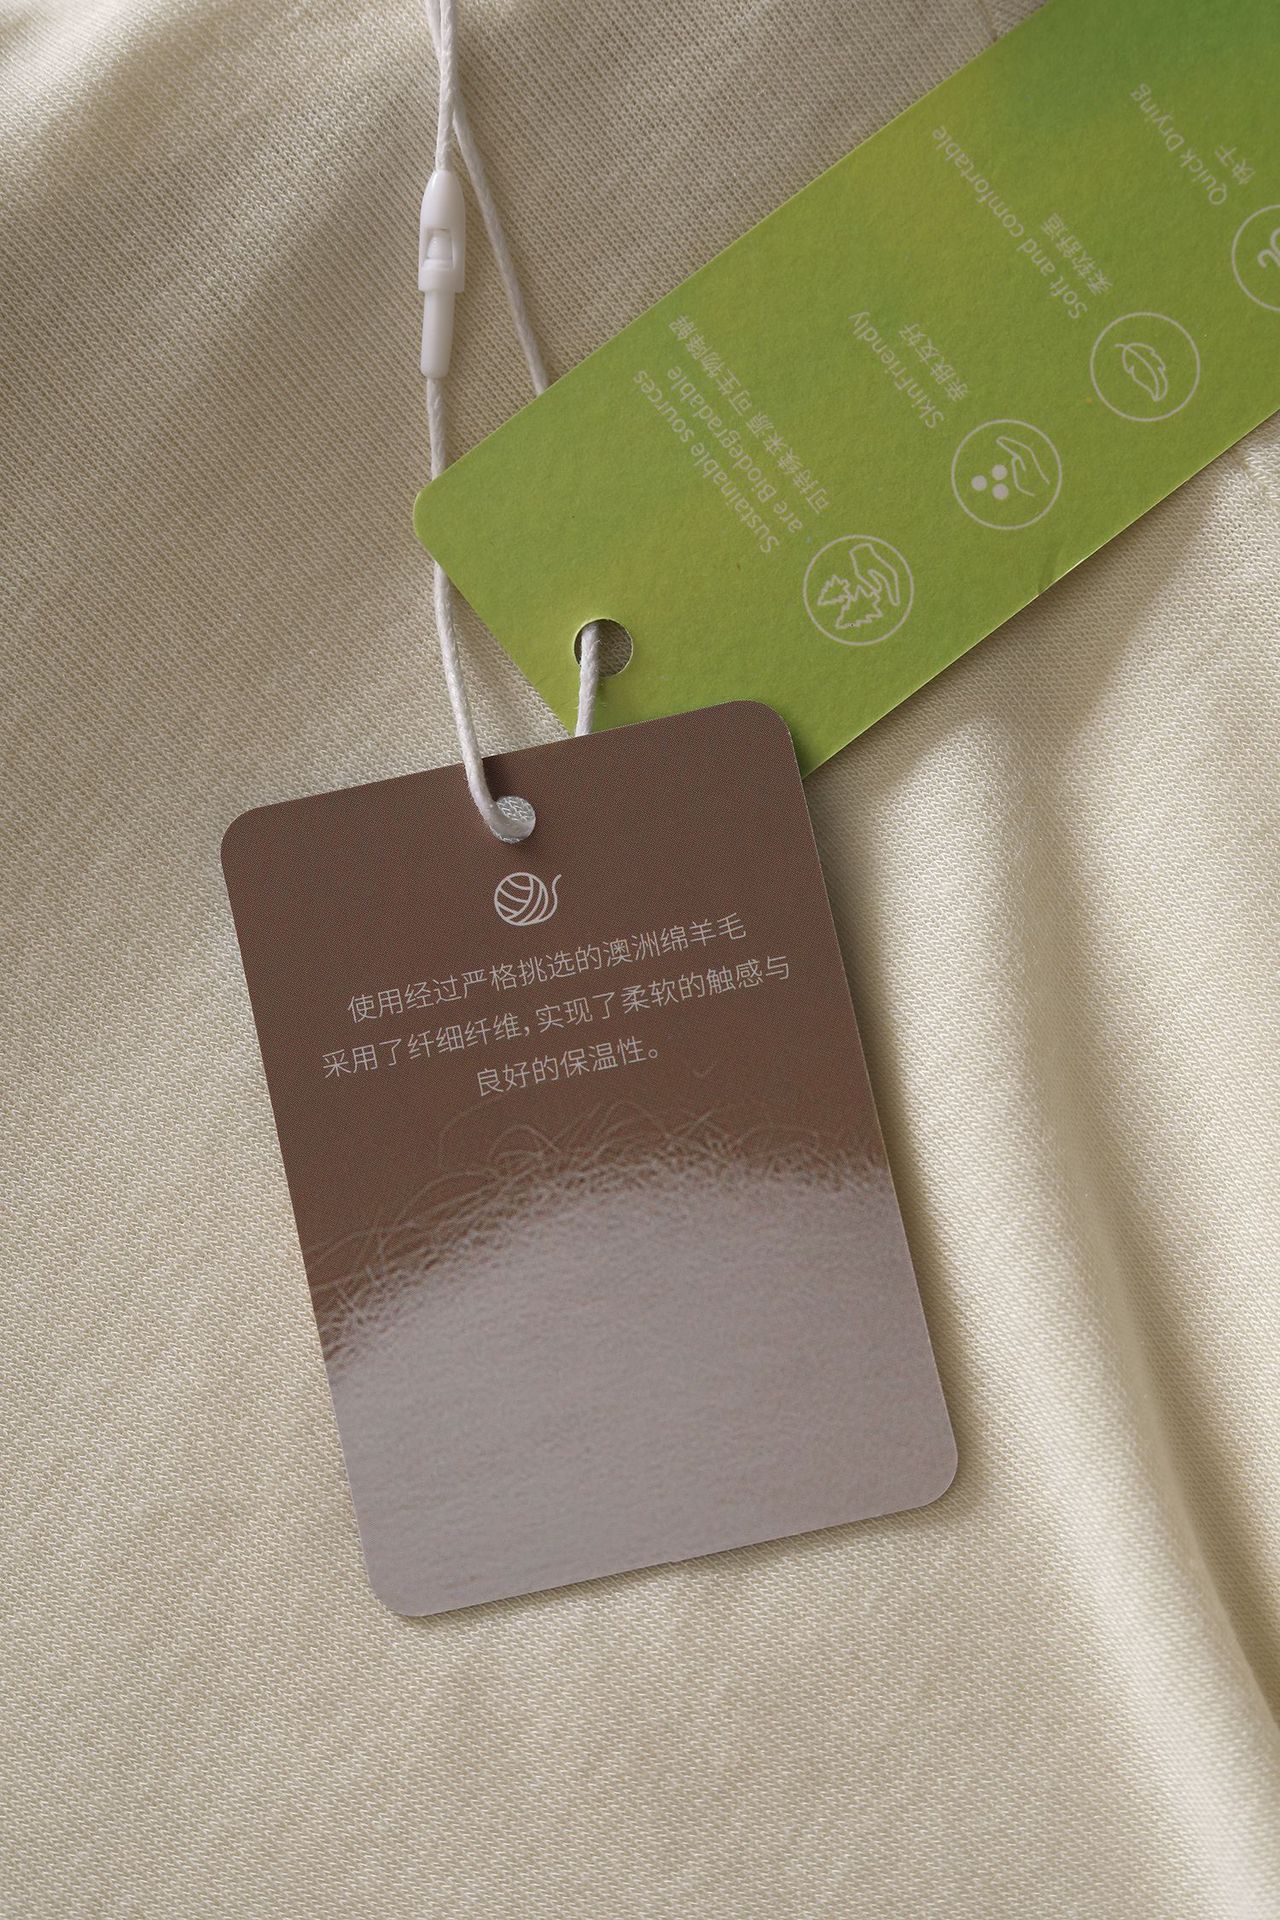 使用经过严格挑选的澳洲绵羊毛
采用了纤细纤维，实现了柔软的触感与
良好的保温性。
Sustainable sources
are Biodegradable
可持续来源 可生物降解
SkinFriendly
亲肤友好
Soft and comfortable
柔软舒适
Quick Drying
快干